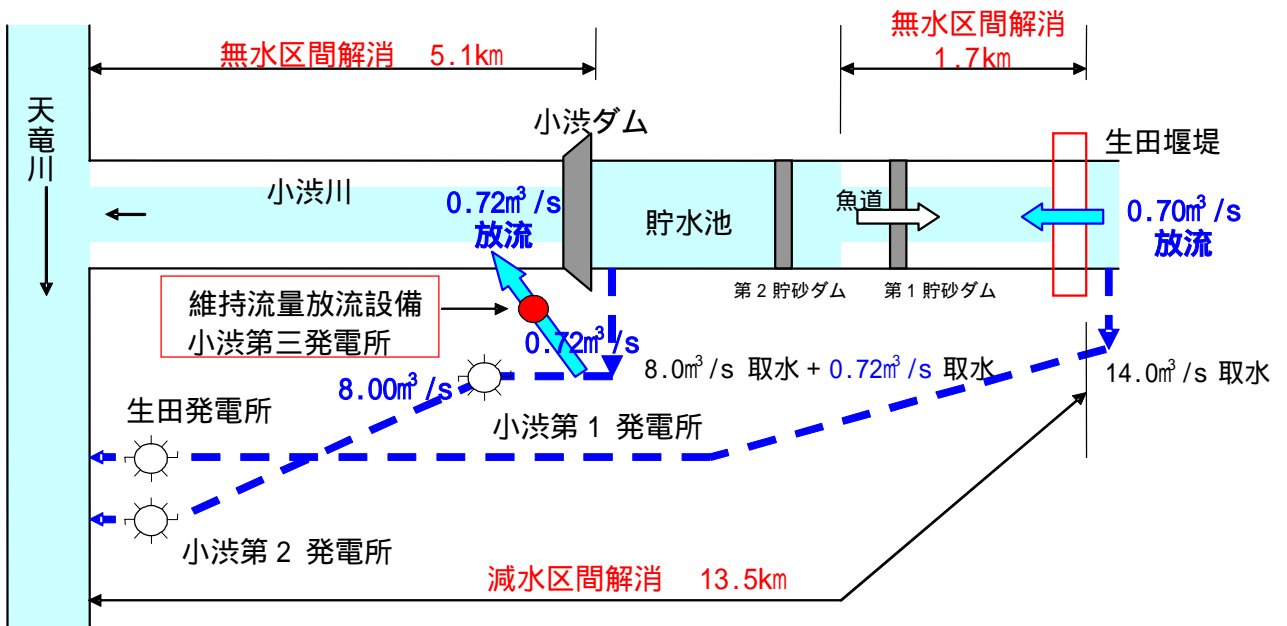 無水区間解消 5.1km
無水区間解消
1.7km
天竜川
小渋ダム
生田堰堤
小渋川
0.72m³/s
放流
貯水池
魚道
0.70m³/s
放流
第2貯砂ダム
第1貯砂ダム
維持流量放流設備
小渋第三発電所
0.72m³/s
8.0m³/s 取水 + 0.72m³/s 取水
14.0m³/s 取水
8.00m³/s
生田発電所
小渋第1 発電所
小渋第2 発電所
減水区間解消 13.5km